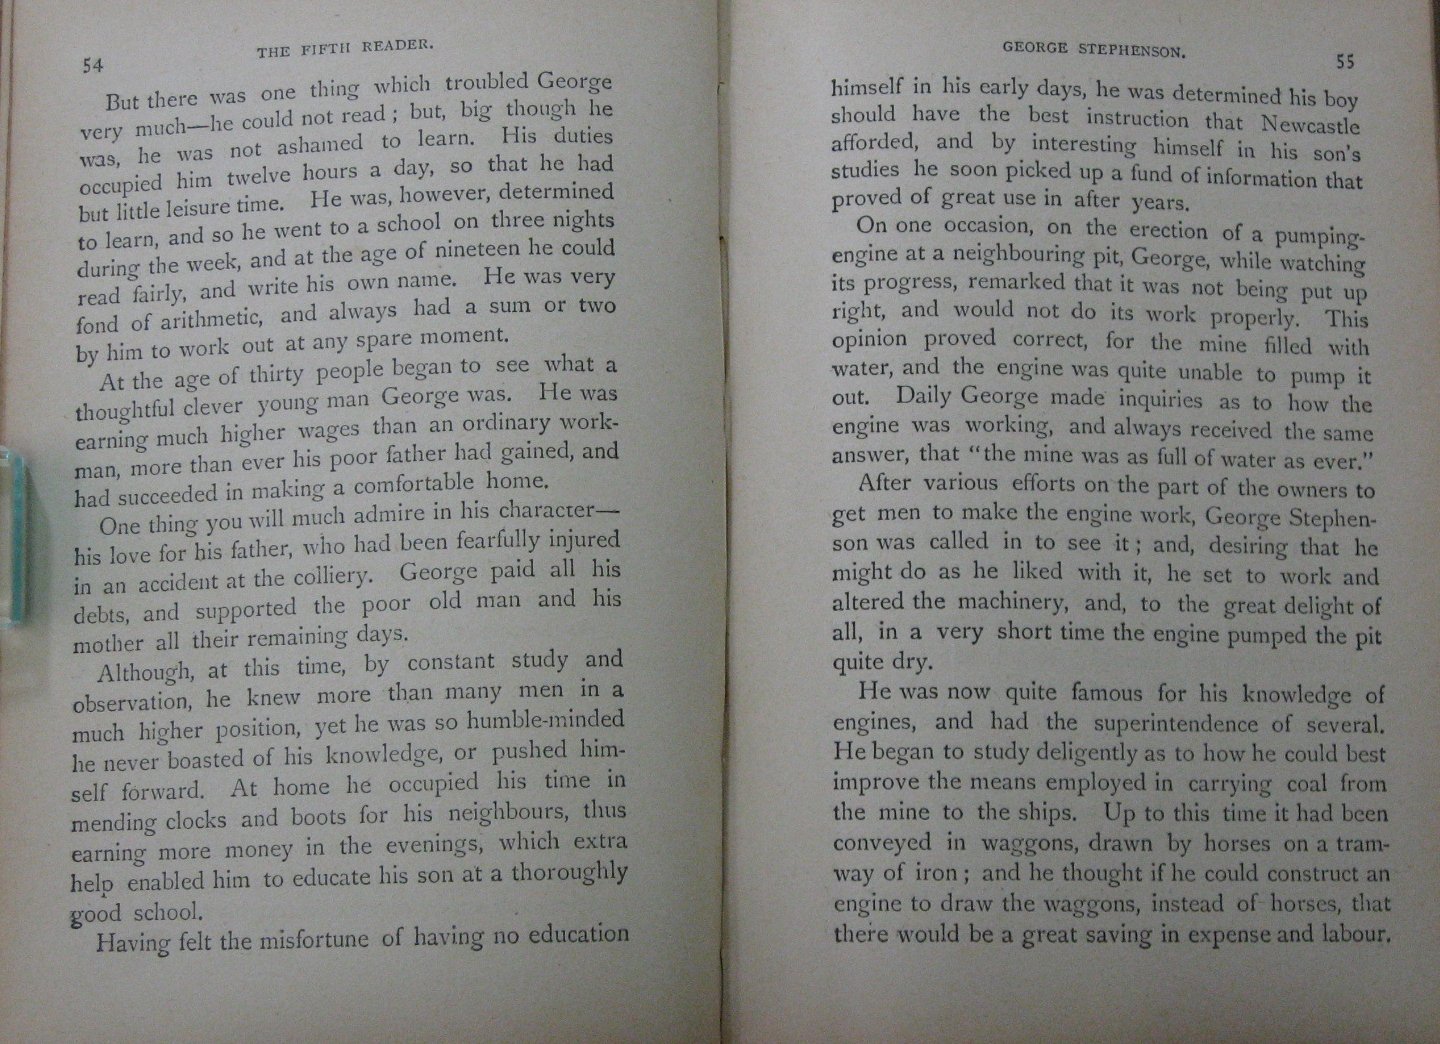 54
THE FIFTH READER.
But there was one thing which troubled George
very much—he could not read ; but, big though he
was, he was not ashamed to learn. His duties
occupied him twelve hours a day, so that he had
but little leisure time. He was, however, determined
to learn, and so he went to a school on three nights
during the week, and at the age of nineteen he could
read fairly, and write his own name. He was very
fond of arithmetic, and always had a sum or two
by him to work out at any spare moment.
At the age of thirty people began to see what a
thoughtful clever young man George was. He was
earning much higher wages than an ordinary work-
man, more than ever his poor father had gained, and
had succeeded in making a comfortable home.
One thing you will much admire in his character—
his love for his father, who had been fearfully injured
in an accident at the colliery. George paid all his
debts, and supported the poor old man and his
mother all their remaining days.
Although, at this time, by constant study and
observation, he knew more than many men in a
much higher position, yet he was so humble-minded
he never boasted of his knowledge, or pushed him-
self forward. At home he occupied his time in
mending clocks and boots for his neighbours, thus
earning more money in the evenings, which extra
help enabled him to educate his son at a thoroughly
good school.
Having felt the misfortune of having no education
GEORGE STEPHENSON.
55
himself in his early days, he was determined his boy
should have the best instruction that Newcastle
afforded, and by interesting himself in his son's
studies he soon picked up a fund of information that
proved of great use in after years.
On one occasion, on the erection of a pumping-
engine at a neighbouring pit, George, while watching
its progress, remarked that it was not being put up
right, and would not do its work properly. This
opinion proved correct, for the mine filled with
water, and the engine was quite unable to pump it
out. Daily George made inquiries as to how the
engine was working, and always received the same
answer, that "the mine was as full of water as ever."
After various efforts on the part of the owners to
get men to make the engine work, George Stephen-
son was called in to see it ; and, desiring that he
might do as he liked with it, he set to work and
altered the machinery, and, to the great delight of
all, in a very short time the engine pumped the pit
quite dry.
He was now quite famous for his knowledge of
engines, and had the superintendence of several.
He began to study deligently as to how he could best
improve the means employed in carrying coal from
the mine to the ships. Up to this time it had been
conveyed in waggons, drawn by horses on a tram-
way of iron ; and he thought if he could construct an
engine to draw the waggons, instead of horses, that
there would be a great saving in expense and labour.